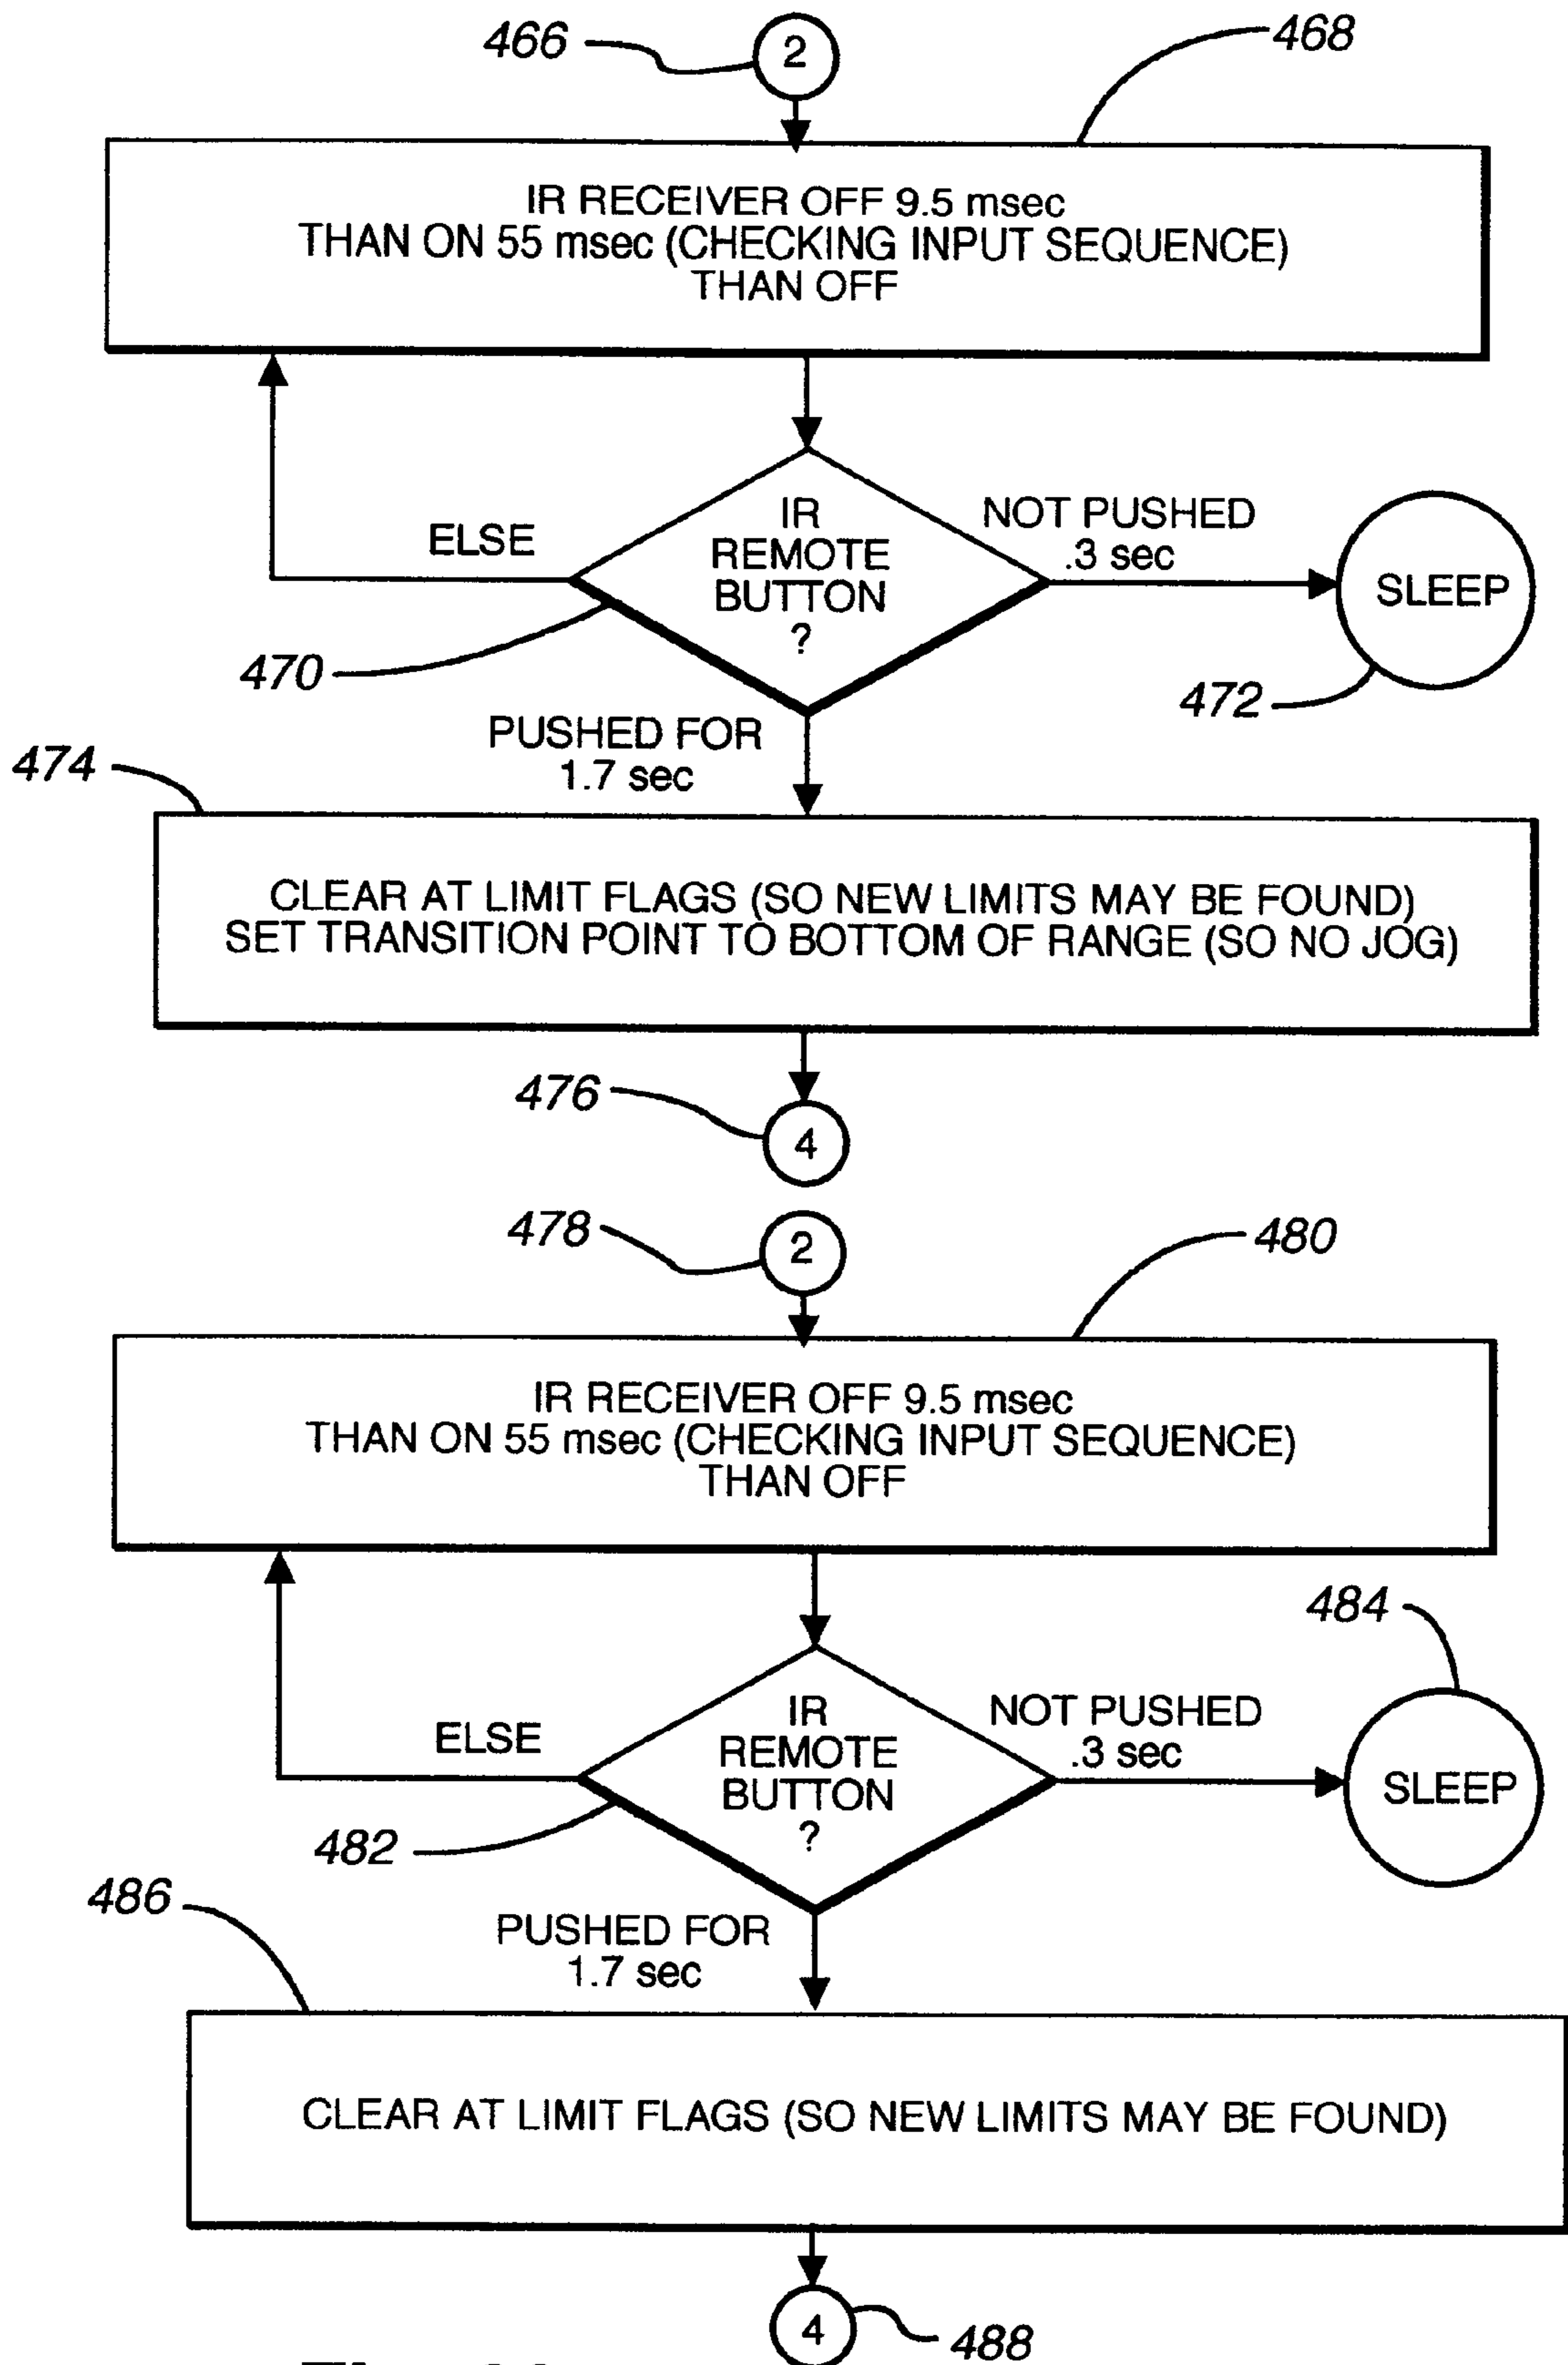 466
2
468
IR RECEIVER OFF 9.5 msec
THAN ON 55 msec (CHECKING INPUT SEQUENCE)
THAN OFF
ELSE
IR
REMOTE
BUTTON
?
NOT PUSHED
.3 sec
SLEEP
470
472
PUSHED FOR
1.7 sec
474
CLEAR AT LIMIT FLAGS (SO NEW LIMITS MAY BE FOUND)
SET TRANSITION POINT TO BOTTOM OF RANGE (SO NO JOG)
476
4
478
2
480
IR RECEIVER OFF 9.5 msec
THAN ON 55 msec (CHECKING INPUT SEQUENCE)
THAN OFF
484
ELSE
IR
REMOTE
BUTTON
?
NOT PUSHED
.3 sec
SLEEP
482
486
PUSHED FOR
1.7 sec
CLEAR AT LIMIT FLAGS (SO NEW LIMITS MAY BE FOUND)
4
488